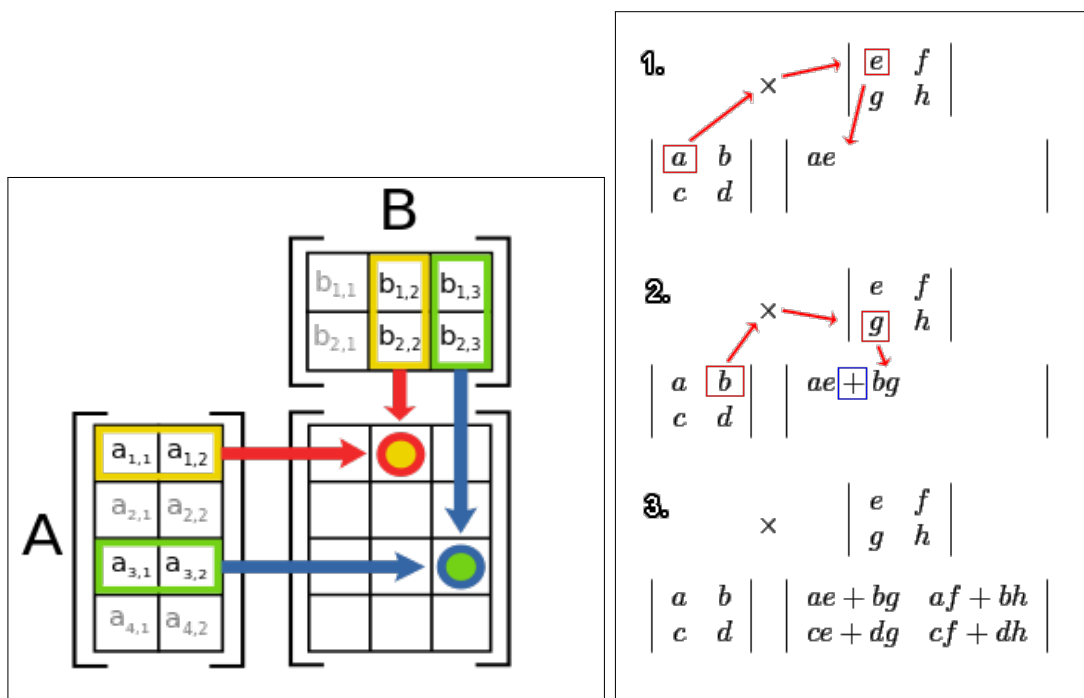 B
b1,1 b1,2 b1,3
b2,1 b2,2 b2,3
A
a1,1 a1,2
a2,1 a2,2
a3,1 a3,2
a4,1 a4,2
1.
e f
×
g h
a b ae
c d
2.
e f
×
g h
a b ae + bg
c d
3.
e f
×
g h
a b ae + bg af + bh
c d ce + dg cf + dh